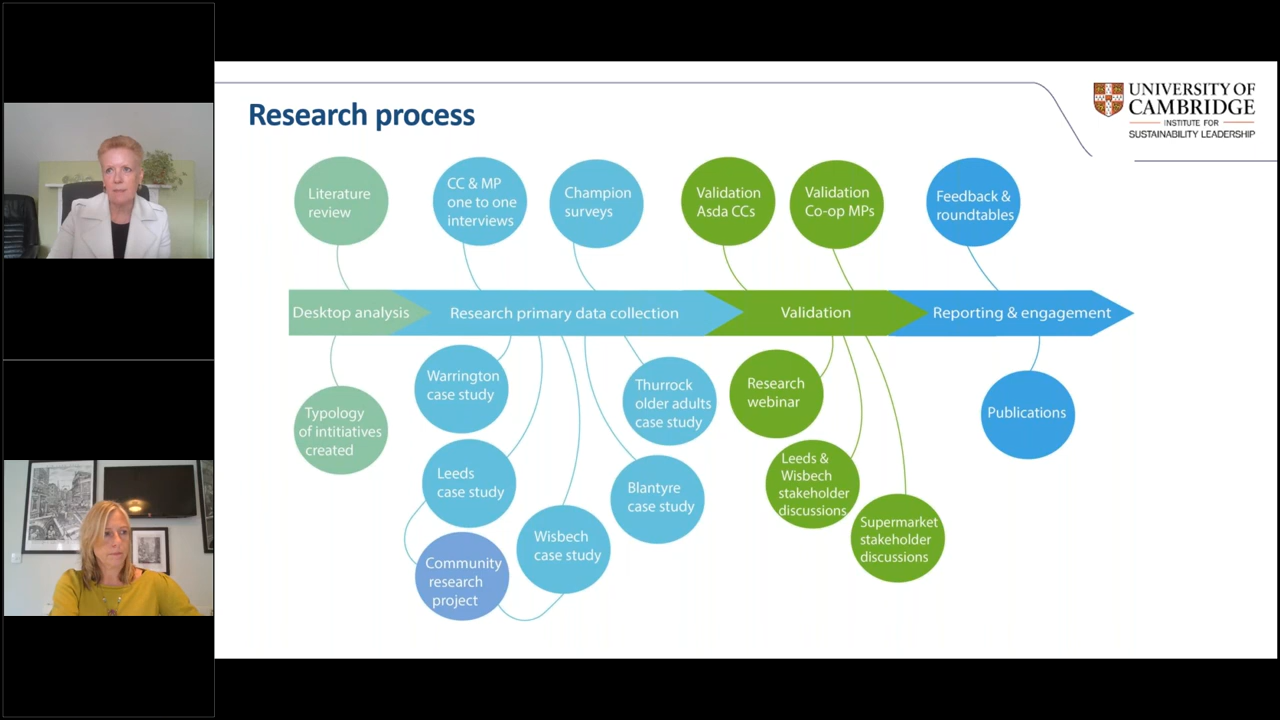 UNIVERSITY OF
CAMBRIDGE
INSTITUTE FOR
SUSTAINABILITY LEADERSHIP
Research process
Literature
review
CC & MP
one to one
interviews
Champion
surveys
Validation
Asda CCs
Validation
Co-op MPs
Feedback &
roundtables
Desktop analysis
Research primary data collection
Validation
Reporting & engagement
Typology
of intitiatives
created
Warrington
case study
Leeds
case study
Community
research
project
Wisbech
case study
Thurrock
older adults
case study
Blantyre
case study
Research
webinar
Leeds &
Wisbech
stakeholder
discussions
Supermarket
stakeholder
discussions
Publications